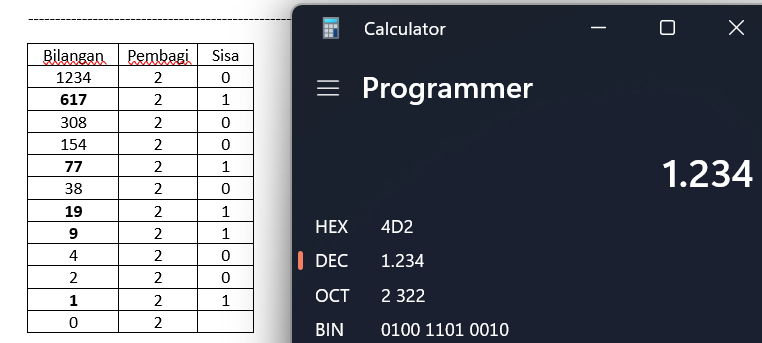 Bilangan Pembagi Sisa
1234 2 0
617 2 1
308 2 0
154 2 0
77 2 1
38 2 0
19 2 1
9 2 1
4 2 0
2 2 0
1 2 1
0 2
Calculator
Programmer
1.234
HEX 4D2
DEC 1.234
OCT 2 322
BIN 0100 1101 0010